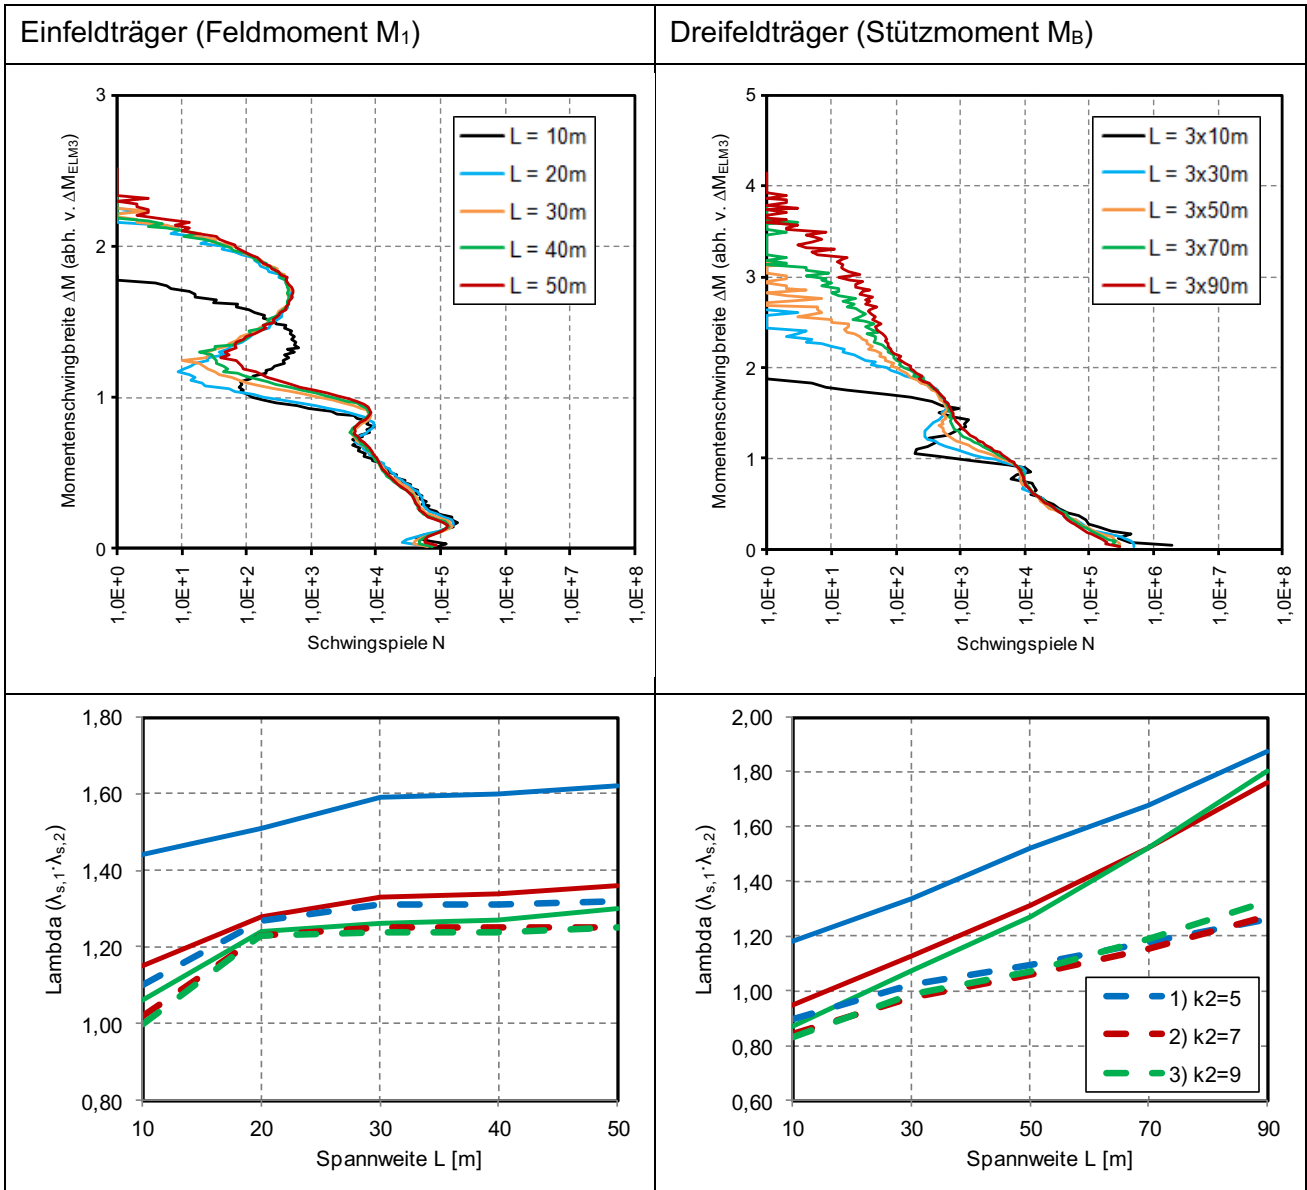 Einfeldträger (Feldmoment M₁)
Dreifeldträger (Stützmoment M_B)
Momentenschwingbreite ΔM (abh. v. ΔM_ELM3)
3
2
1
0
L = 10m
L = 20m
L = 30m
L = 40m
L = 50m
1,0E+0
1,0E+1
1,0E+2
1,0E+3
1,0E+4
1,0E+5
1,0E+6
1,0E+7
1,0E+8
Schwingspiele N
Momentenschwingbreite ΔM (abh. v. ΔM_ELM3)
5
4
3
2
1
0
L = 3x10m
L = 3x30m
L = 3x50m
L = 3x70m
L = 3x90m
1,0E+0
1,0E+1
1,0E+2
1,0E+3
1,0E+4
1,0E+5
1,0E+6
1,0E+7
1,0E+8
Schwingspiele N
Lambda (λs,1·λs,2)
1,80
1,60
1,40
1,20
1,00
0,80
10 20 30 40 50
Spannweite L [m]
Lambda (λs,1·λs,2)
2,00
1,80
1,60
1,40
1,20
1,00
0,80
0,60
1) k2=5
2) k2=7
3) k2=9
10 30 50 70 90
Spannweite L [m]